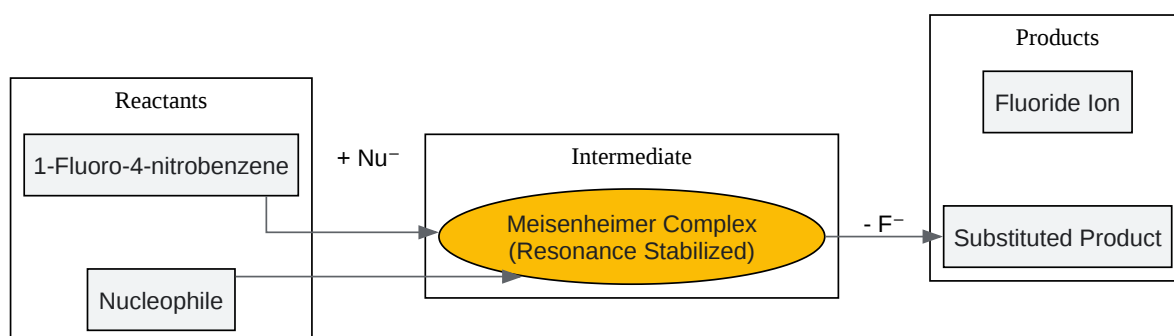 Reactants
1-Fluoro-4-nitrobenzene
Nucleophile
+ Nu⁻
Intermediate
Meisenheimer Complex
(Resonance Stabilized)
- F⁻
Products
Fluoride Ion
Substituted Product